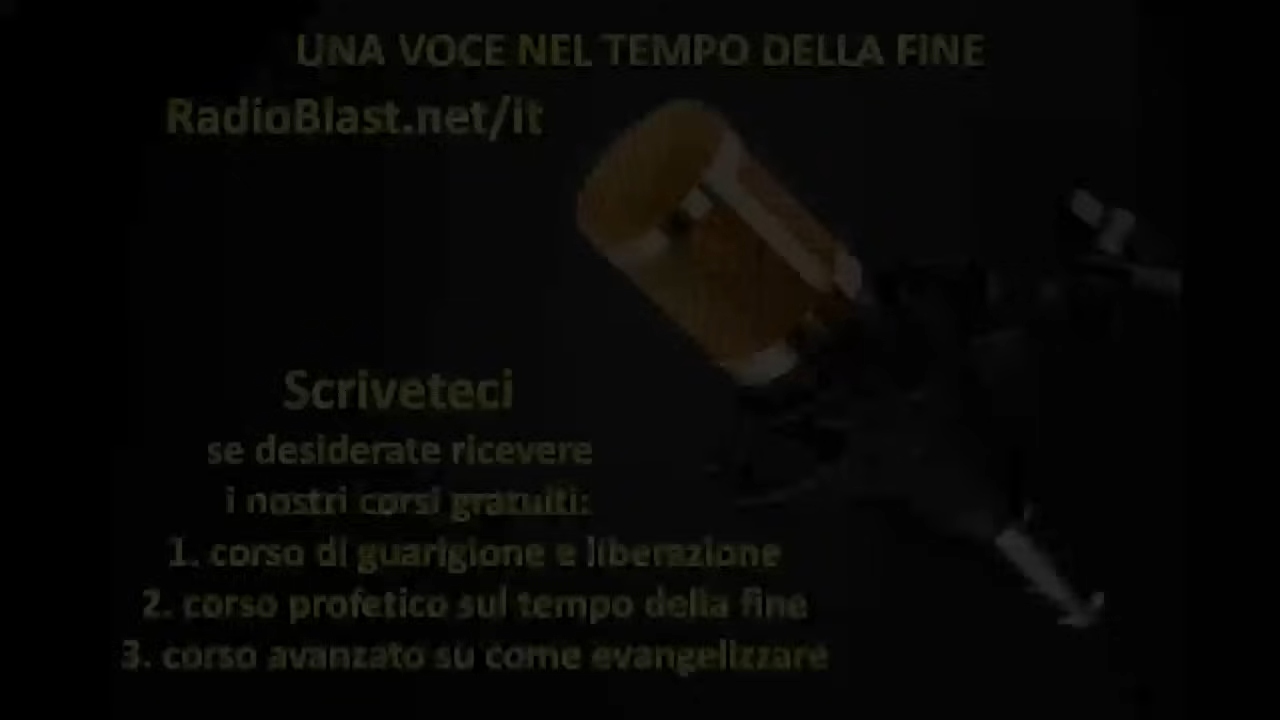 UNA VOCE NEL TEMPO DELLA FINE
RadioBlast.net/it
Scriveteci
se desiderate ricevere
i nostri corsi gratuiti:
1. corso di guarigione e liberazione
2. corso profetico sul tempo della fine
3. corso avanzato su come evangelizzare